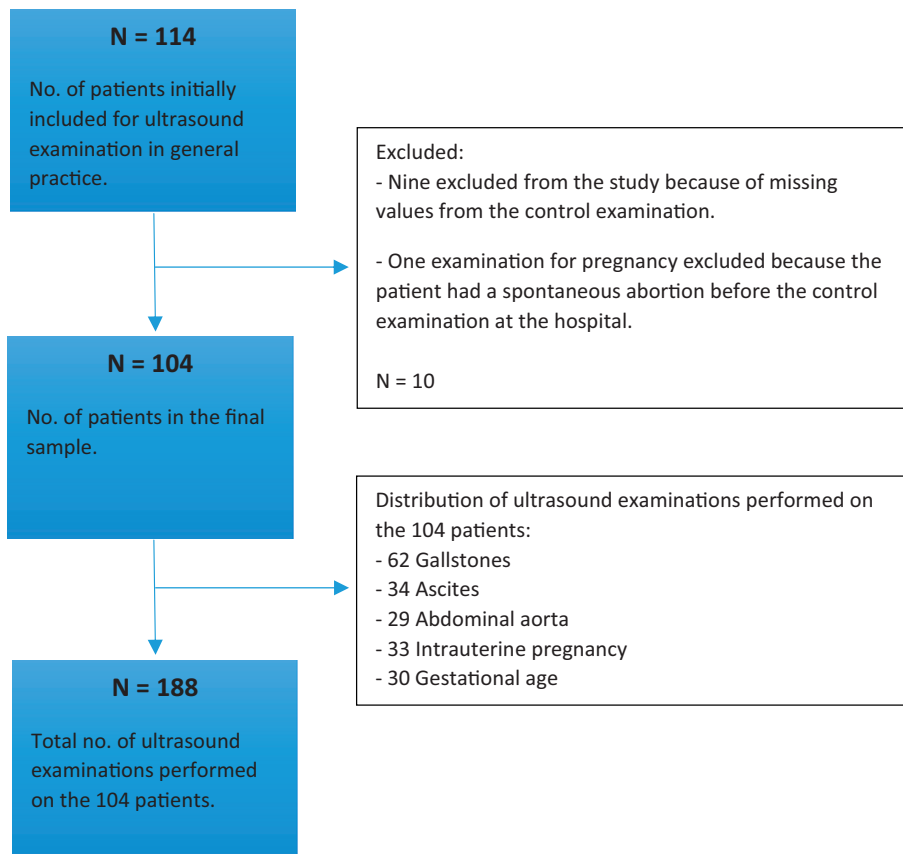 N = 114
No. of patients initially
included for ultrasound
examination in general
practice.
Excluded:
- Nine excluded from the study because of missing
values from the control examination.
- One examination for pregnancy excluded because the
patient had a spontaneous abortion before the control
examination at the hospital.
N = 10
N = 104
No. of patients in the final
sample.
Distribution of ultrasound examinations performed on
the 104 patients:
- 62 Gallstones
- 34 Ascites
- 29 Abdominal aorta
- 33 Intrauterine pregnancy
- 30 Gestational age
N = 188
Total no. of ultrasound
examinations performed
on the 104 patients.